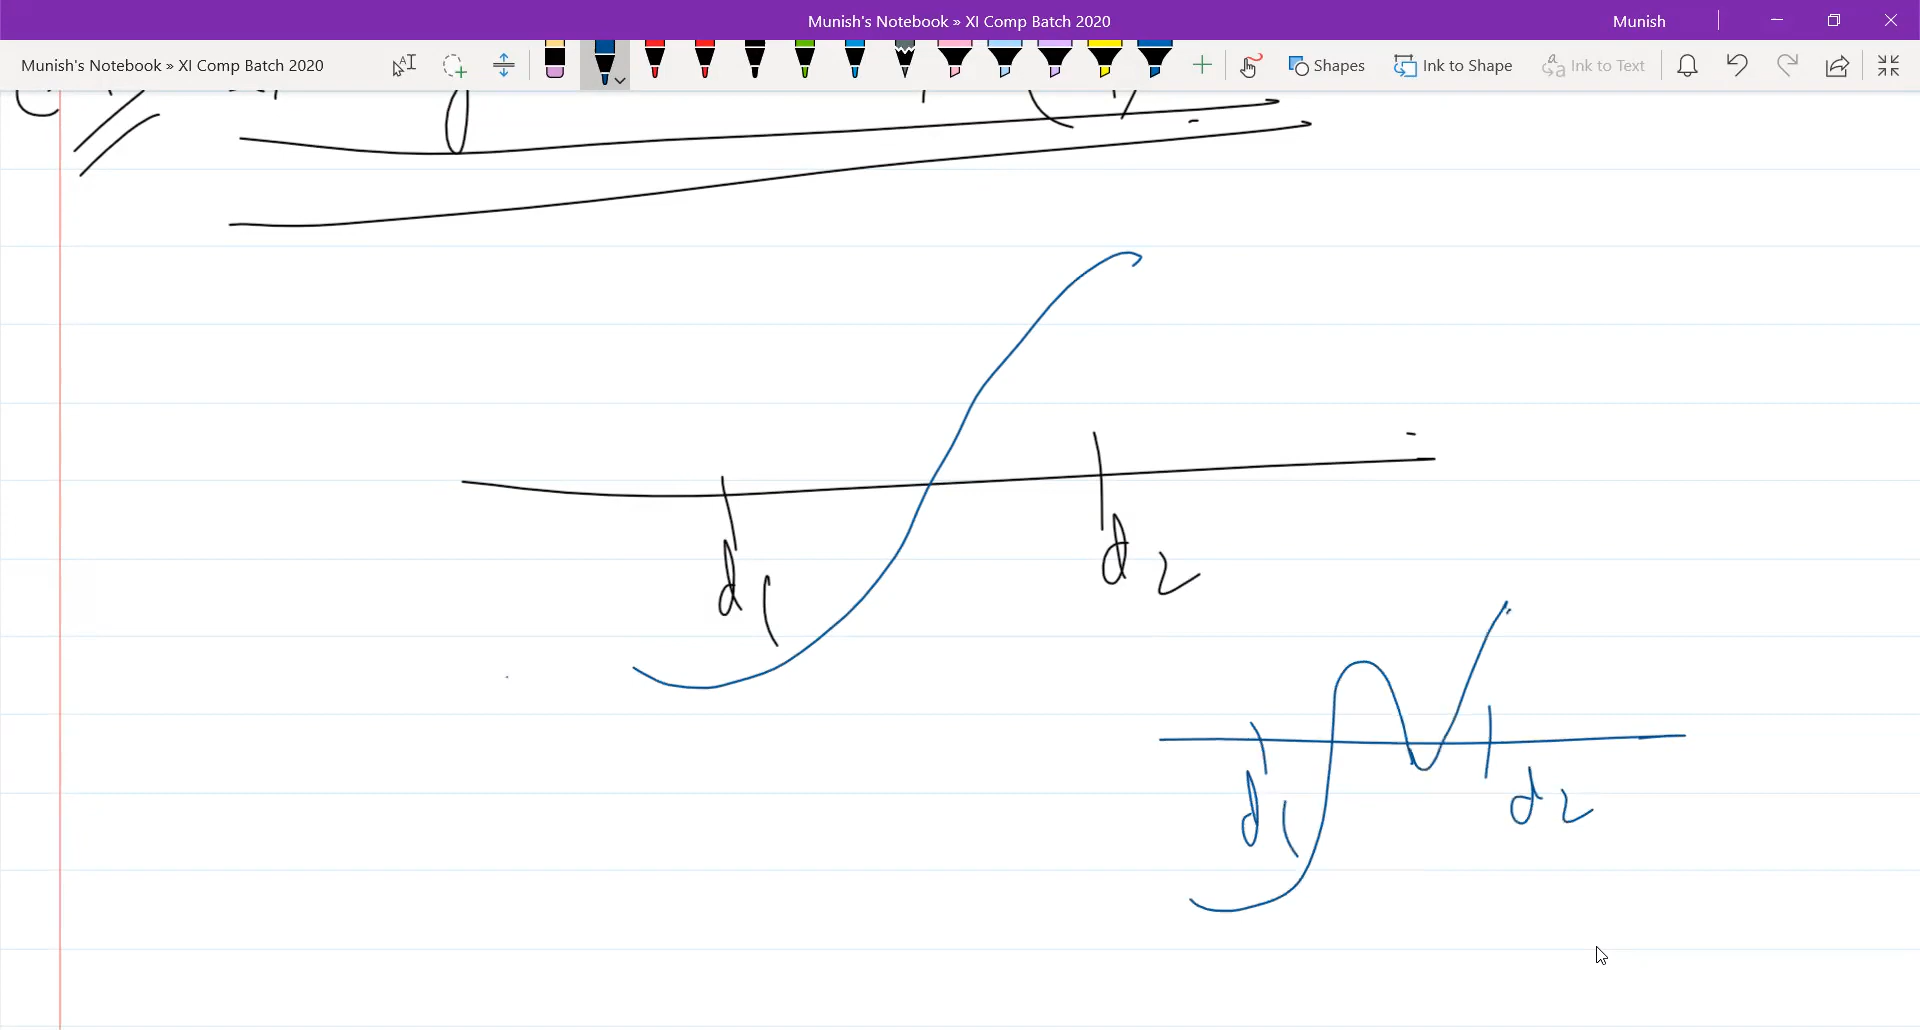 Munish's Notebook » XI Comp Batch 2020
Munish
Munish's Notebook » XI Comp Batch 2020
Shapes
Ink to Shape
Ink to Text
d1
d2
d1
d2